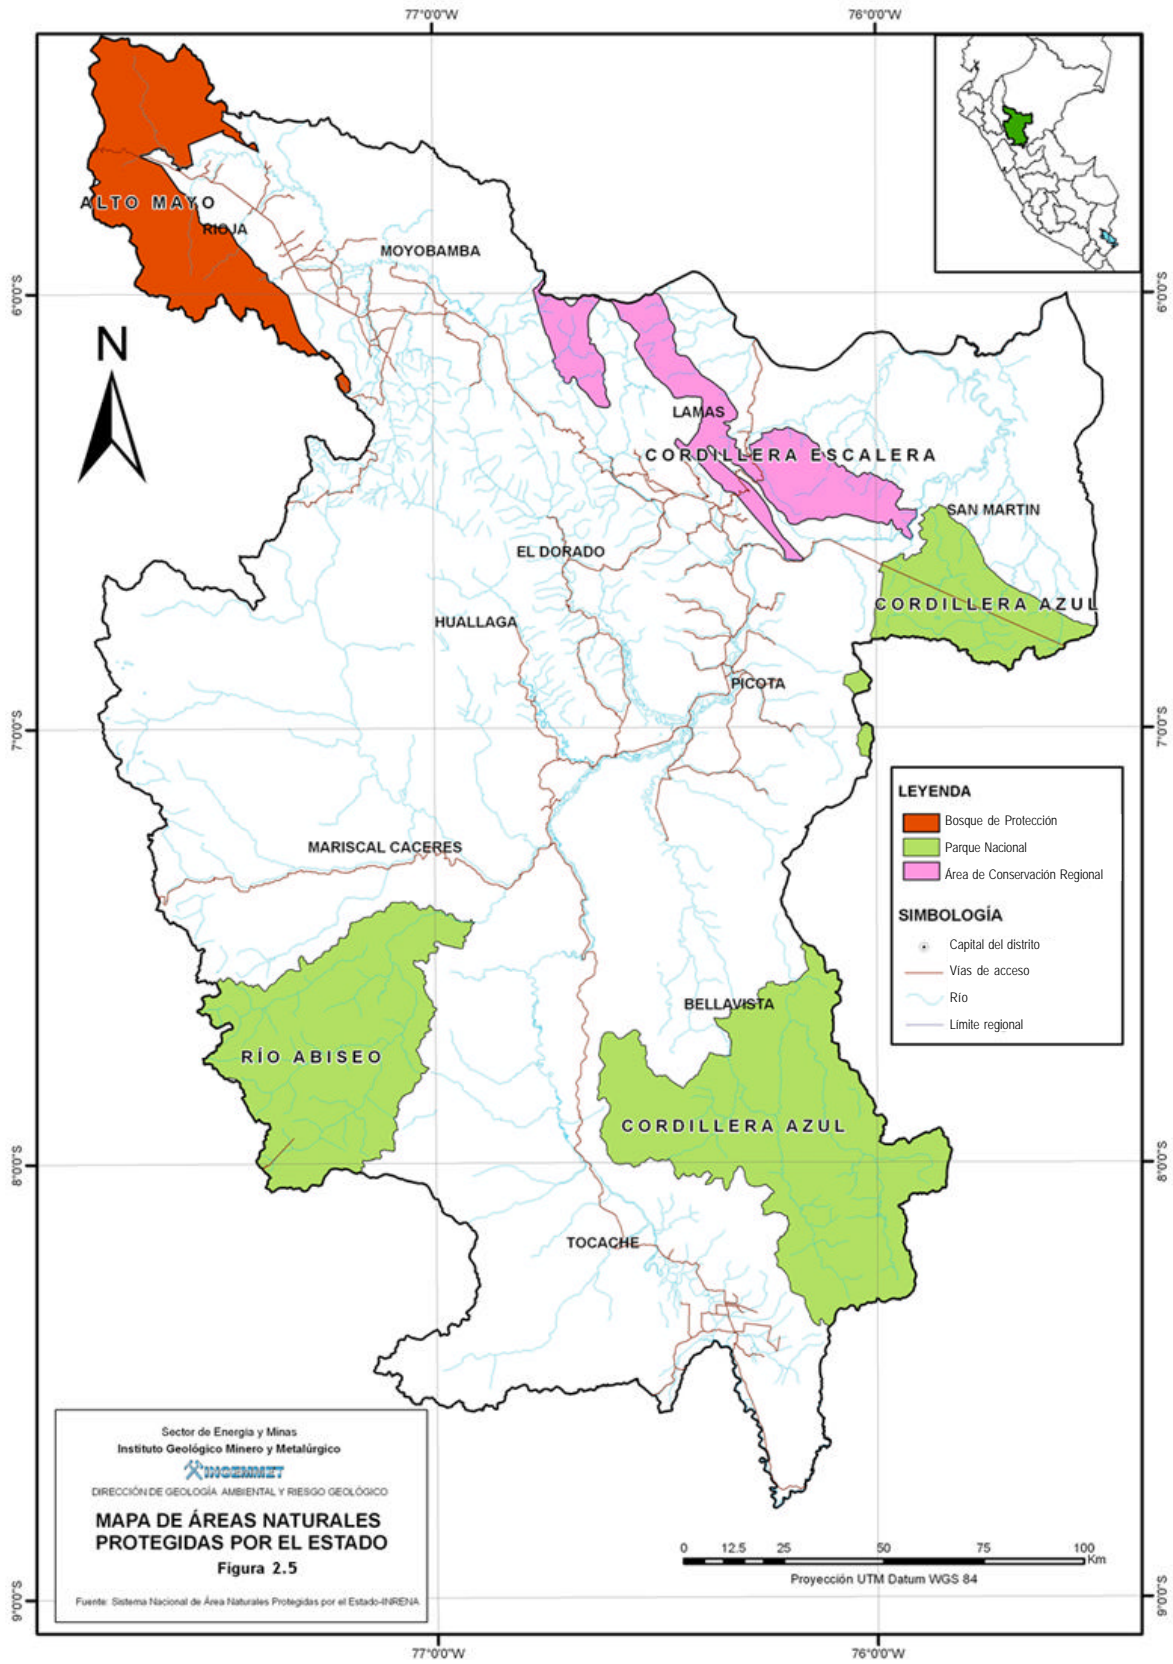 77°0'0"W
76°0'0"W
ALTO MAYO
RIOJA
MOYOBAMBA
6°0'0"S
6°0'0"S
N
LAMAS
CORDILLERA ESCALERA
SAN MARTIN
EL DORADO
CORDILLERA AZUL
HUALLAGA
PICOTA
7°0'0"S
7°0'0"S
LEYENDA
Bosque de Protección
Parque Nacional
Área de Conservación Regional
MARISCAL CACERES
SIMBOLOGÍA
Capital del distrito
Vías de acceso
Río
Límite regional
BELLAVISTA
RÍO ABISEO
CORDILLERA AZUL
8°0'0"S
8°0'0"S
TOCACHE
Sector de Energía y Minas
Instituto Geológico Minero y Metalúrgico
INGEMMET
DIRECCIÓN DE GEOLOGÍA AMBIENTAL Y RIESGO GEOLÓGICO
MAPA DE ÁREAS NATURALES
PROTEGIDAS POR EL ESTADO
Figura 2.5
Fuente: Sistema Nacional de Área Naturales Protegidas por el Estado-INRENA
0 12.5 25 50 75 100
Km
Proyección UTM Datum WGS 84
9°0'0"S
9°0'0"S
77°0'0"W
76°0'0"W